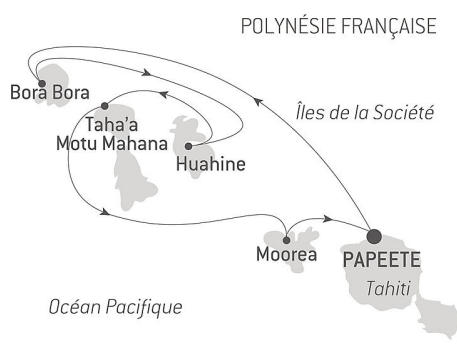 POLYNÉSIE FRANÇAISE
Bora Bora
Îles de la Société
Taha'a
Motu Mahana
Huahine
Moorea
PAPEETE
Tahiti
Océan Pacifique